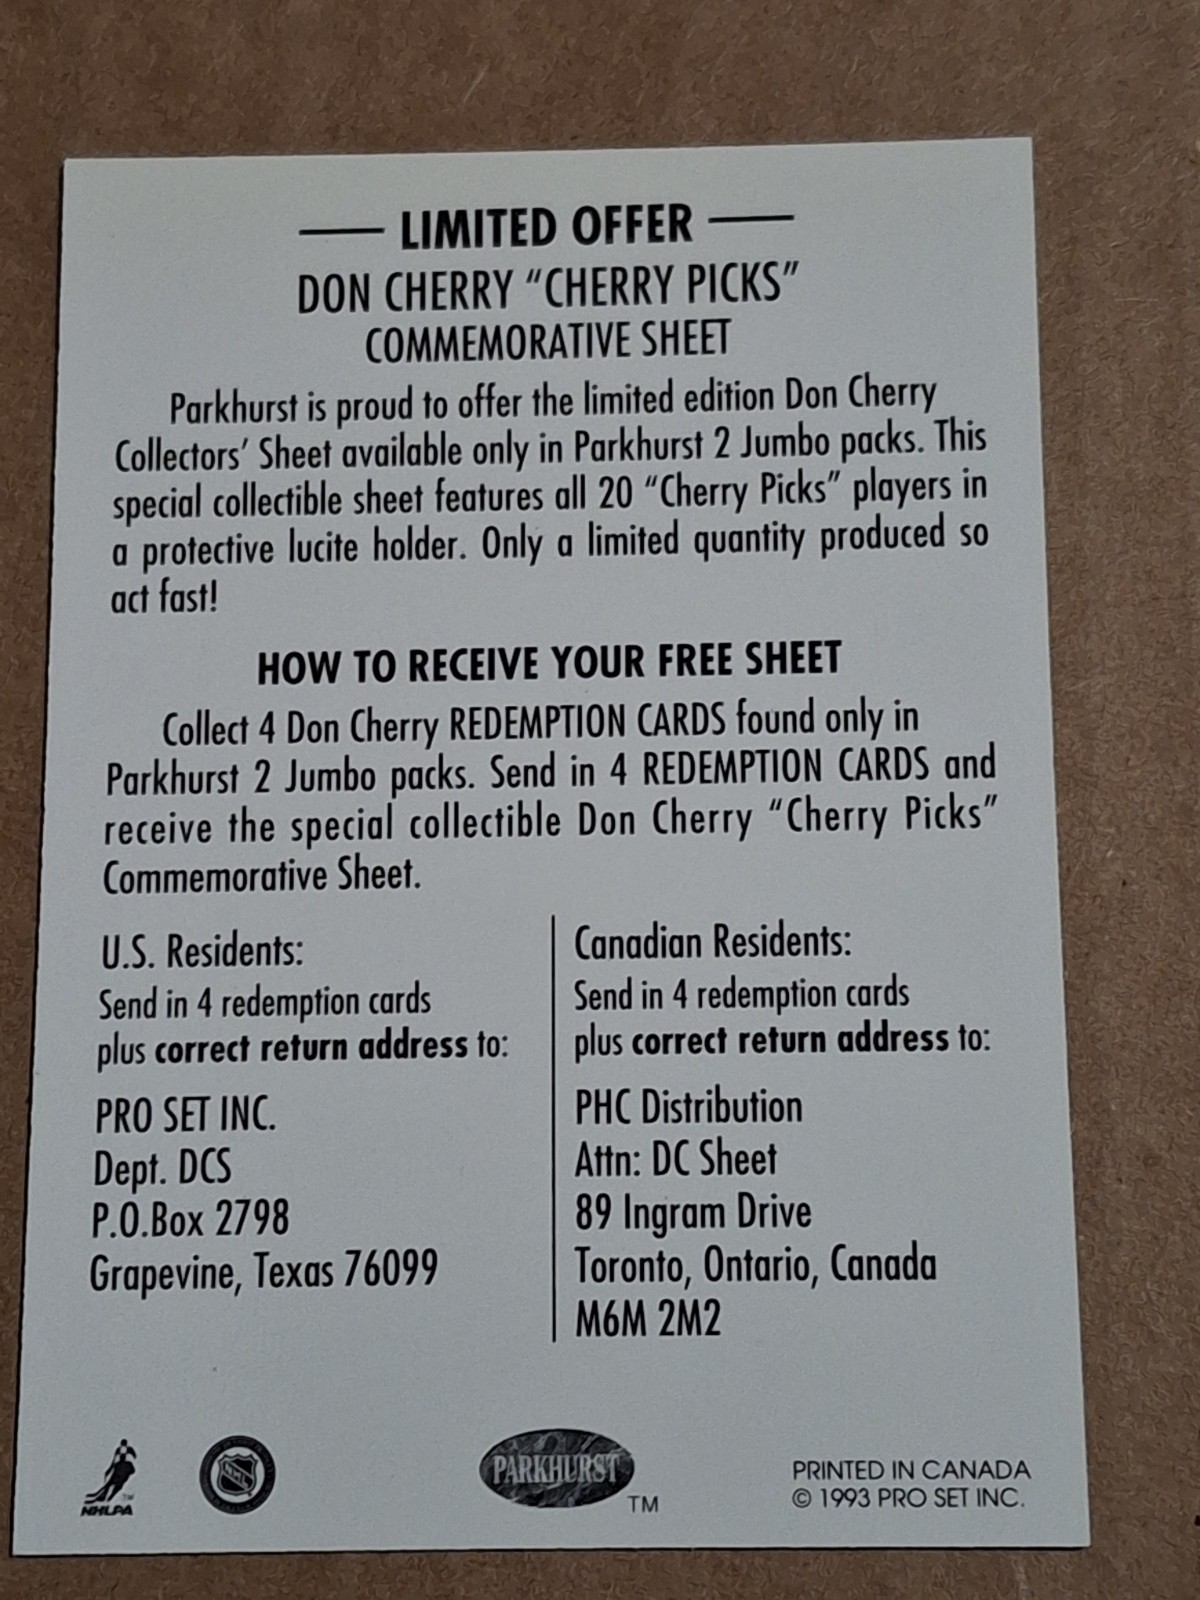 LIMITED OFFER
DON CHERRY “CHERRY PICKS”
COMMEMORATIVE SHEET
Parkhurst is proud to offer the limited edition Don Cherry
Collectors’ Sheet available only in Parkhurst 2 Jumbo packs. This
special collectible sheet features all 20 “Cherry Picks” players in
a protective lucite holder. Only a limited quantity produced so
act fast!
HOW TO RECEIVE YOUR FREE SHEET
Collect 4 Don Cherry REDEMPTION CARDS found only in
Parkhurst 2 Jumbo packs. Send in 4 REDEMPTION CARDS and
receive the special collectible Don Cherry “Cherry Picks”
Commemorative Sheet.
U.S. Residents:
Send in 4 redemption cards
plus correct return address to:
PRO SET INC.
Dept. DCS
P.O.Box 2798
Grapevine, Texas 76099
Canadian Residents:
Send in 4 redemption cards
plus correct return address to:
PHC Distribution
Attn: DC Sheet
89 Ingram Drive
Toronto, Ontario, Canada
M6M 2M2
NHLPA
NHL
PARKHURST
TM
PRINTED IN CANADA
© 1993 PRO SET INC.